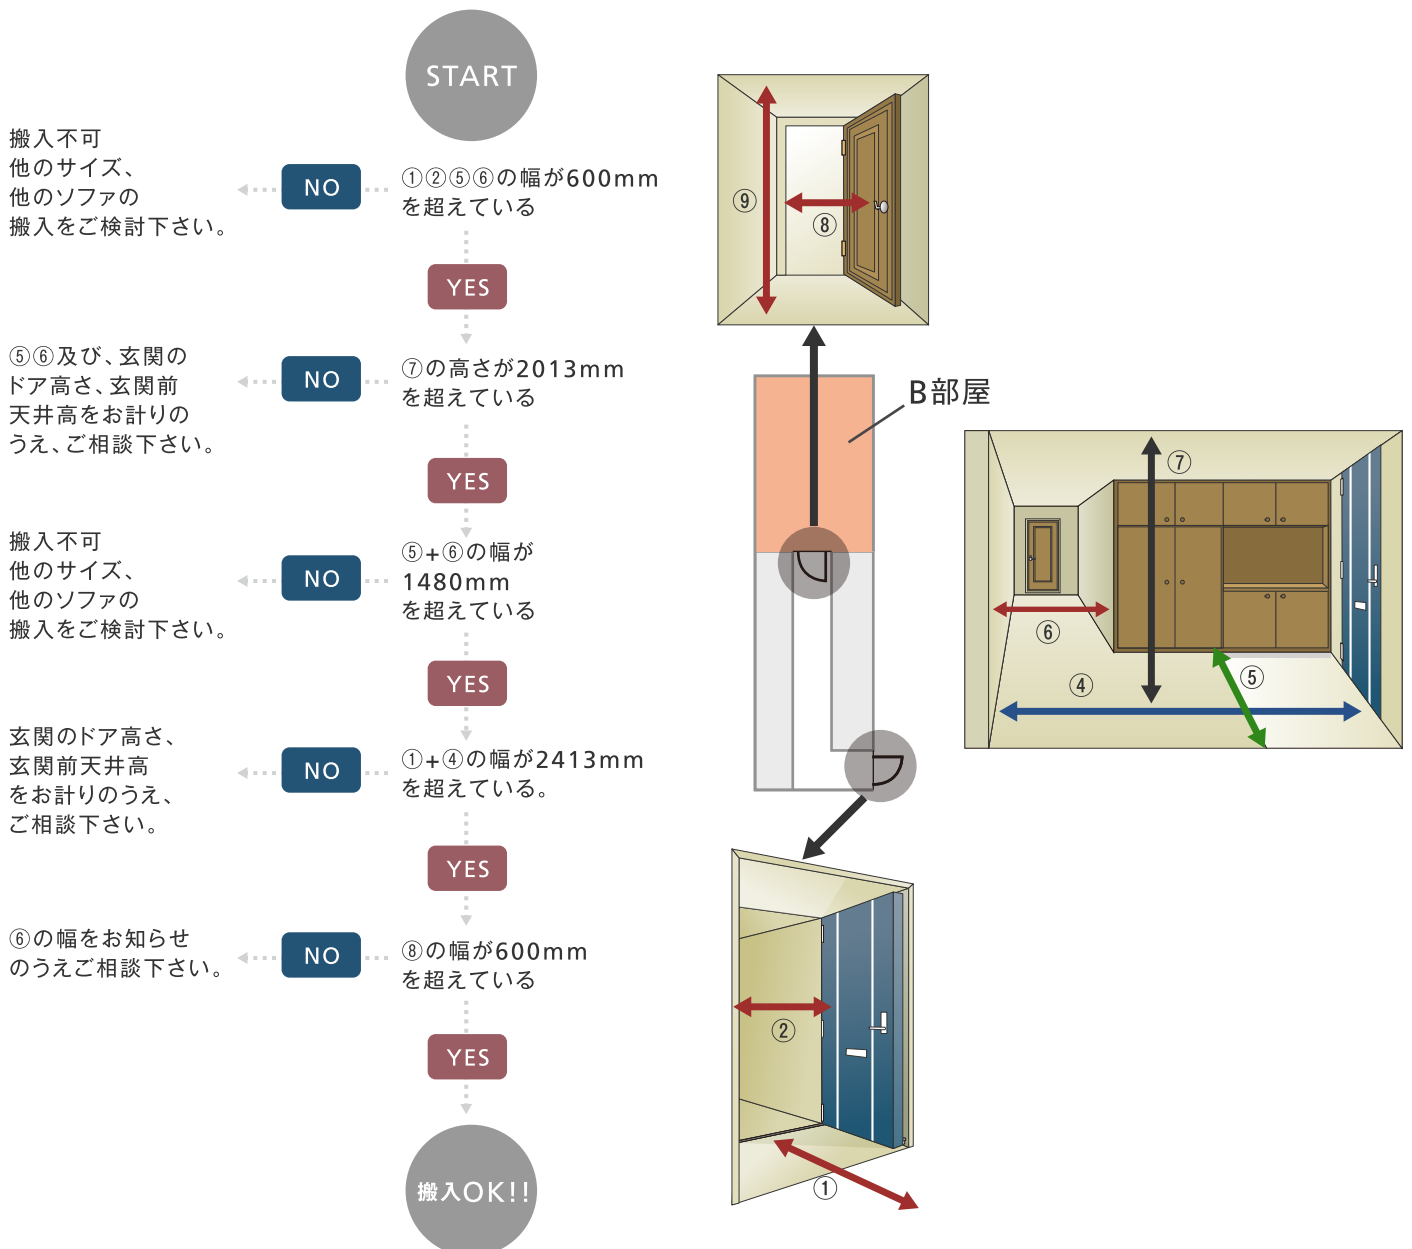 START
搬入不可
他のサイズ、
他のソファの
搬入をご検討下さい。
NO
①②⑤⑥の幅が600mm
を超えている
YES
⑤⑥及び、玄関の
ドア高さ、玄関前
天井高をお計りの
うえ、ご相談下さい。
NO
⑦の高さが2013mm
を超えている
YES
搬入不可
他のサイズ、
他のソファの
搬入をご検討下さい。
NO
⑤+⑥の幅が
1480mm
を超えている
YES
玄関のドア高さ、
玄関前天井高
をお計りのうえ、
ご相談下さい。
NO
①+④の幅が2413mm
を超えている。
YES
⑥の幅をお知らせ
のうえご相談下さい。
NO
⑧の幅が600mm
を超えている
YES
搬入OK!!
⑨
⑧
B部屋
⑦
⑥
⑤
④
②
①